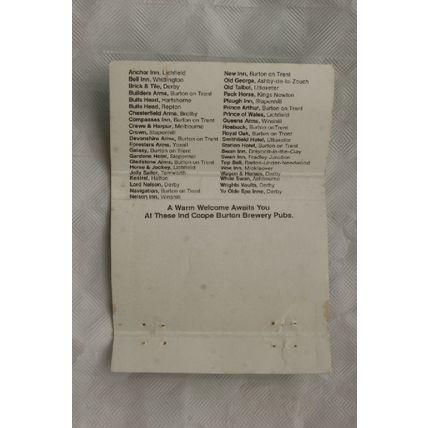 Anchor Inn, Lichfield
Bell Inn, Whittington
Brick & Tile, Derby
Builders Arms, Burton on Trent
Bulls Head, Hartshorne
Bulls Head, Repton
Chesterfield Arms, Bretby
Compasses Inn, Burton on Trent
Crewe & Harpur, Melbourne
Crown, Stapenhill
Devonshire Arms, Burton on Trent
Foresters Arms, Yoxall
Galaxy, Burton on Trent
Gardens Hotel, Stapenhill
Gladstone Arms, Burton on Trent
Horse & Jockey, Lichfield
Jolly Sailor, Tamworth
Kestrel, Hatton
Lord Nelson, Derby
Navigation, Burton on Trent
Nelson Inn, Winshill
New Inn, Burton on Trent
Old George, Ashby-de-la-Zouch
Old Talbot, Uttoxeter
Pack Horse, Kings Newton
Plough Inn, Stapenhill
Prince Arthur, Burton on Trent
Prince of Wales, Lichfield
Queens Arms, Winshill
Roebuck, Burton on Trent
Royal Oak, Burton on Trent
Smithfield Hotel, Uttoxeter
Station Hotel, Burton on Trent
Swan Inn, Draycott-in-the-Clay
Swan Inn, Fradley Junction
Top Bell, Barton-under-Needwood
Vine Inn, Mickleover
Wagon & Horses, Derby
White Swan, Ashbourne
Wrights Vaults, Derby
Ye Olde Spa Inne, Derby
A Warm Welcome Awaits You
At These Ind Coope Burton Brewery Pubs.